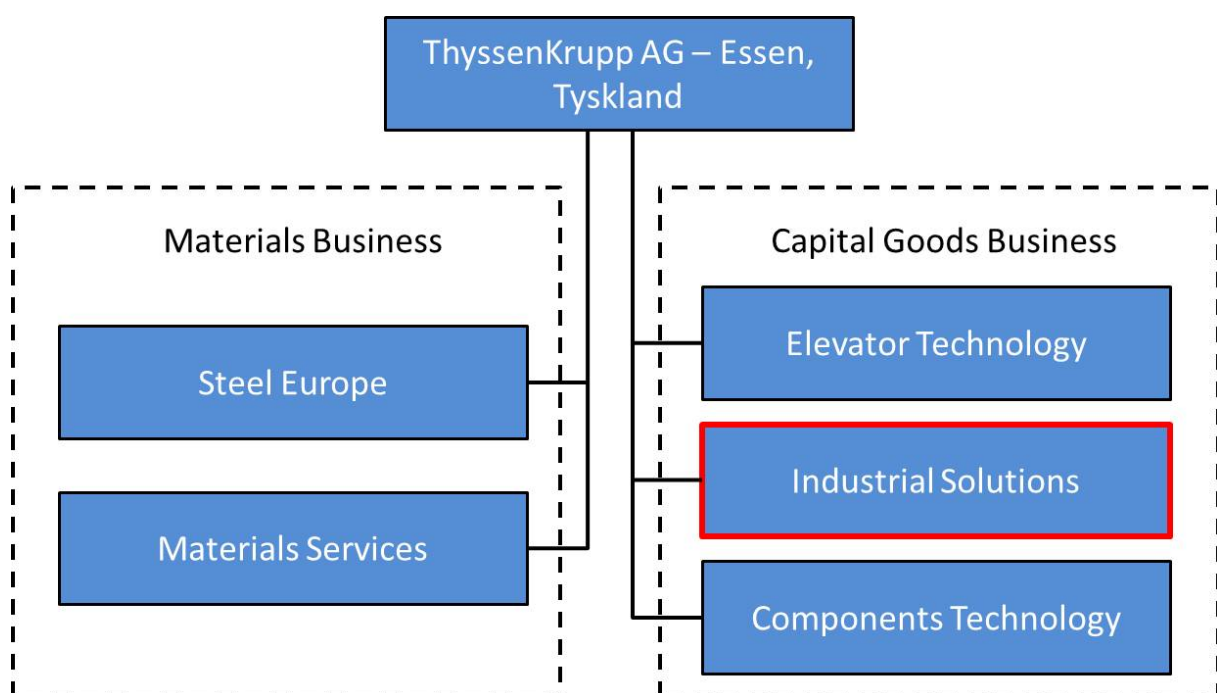 ThyssenKrupp AG – Essen,
Tyskland
Materials Business
Steel Europe
Materials Services
Capital Goods Business
Elevator Technology
Industrial Solutions
Components Technology